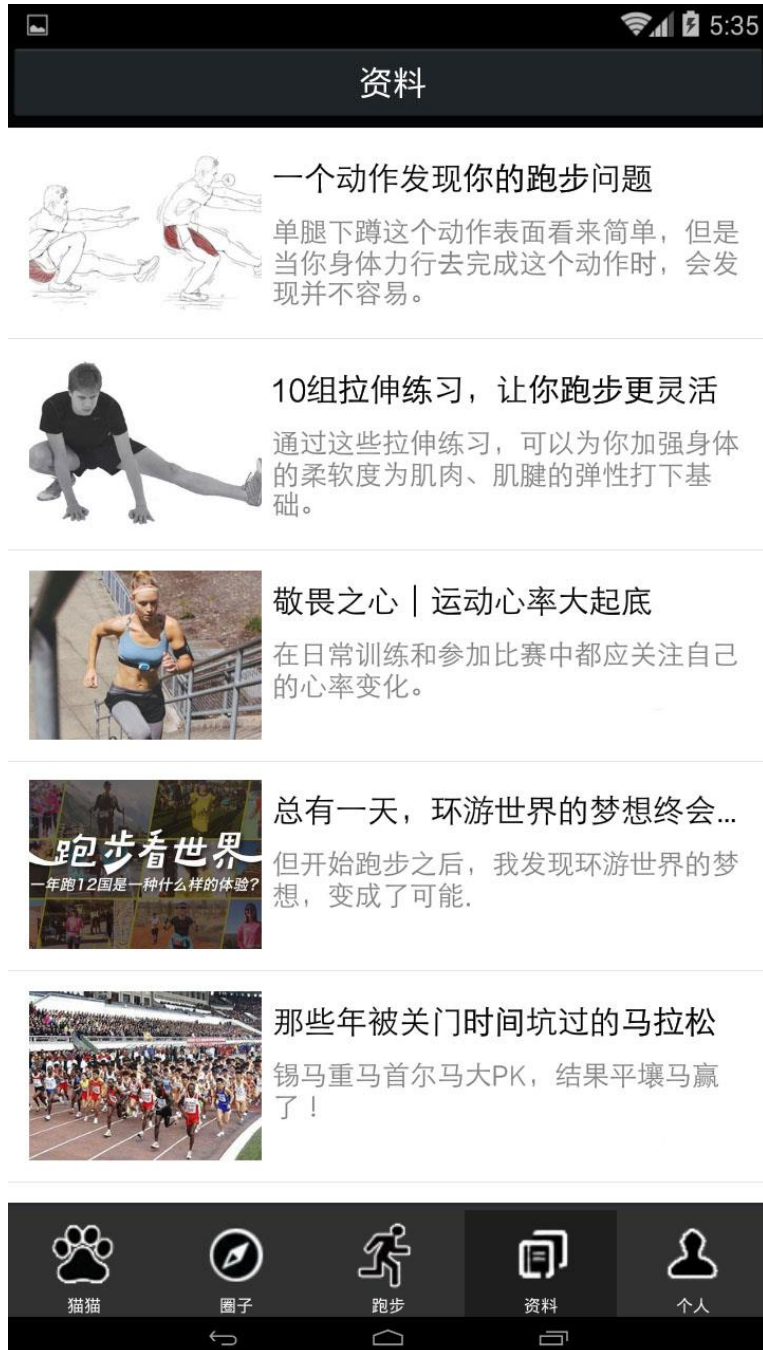 5:35
资料
一个动作发现你的跑步问题
单腿下蹲这个动作表面看来简单，但是
当你身体力行去完成这个动作时，会发
现并不容易。
10组拉伸练习，让你跑步更灵活
通过这些拉伸练习，可以为你加强身体
的柔软度为肌肉、肌腱的弹性打下基
础。
敬畏之心｜运动心率大起底
在日常训练和参加比赛中都应关注自己
的心率变化。
跑步看世界
一年跑12国是一种什么样的体验?
总有一天，环游世界的梦想终会...
但开始跑步之后，我发现环游世界的梦
想，变成了可能.
那些年被关门时间坑过的马拉松
锡马重马首尔马大PK，结果平壤马赢
了！
猫猫
圈子
跑步
资料
个人